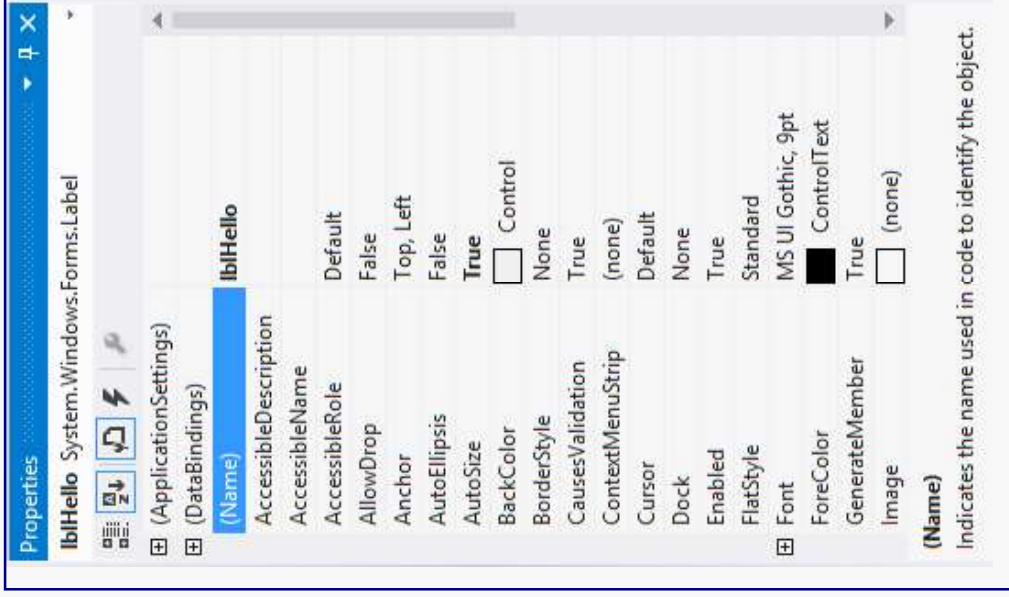 Properties
lblHello System.Windows.Forms.Label
(ApplicationSettings)
(DataBindings)
(Name) lblHello
AccessibleDescription
AccessibleName
AccessibleRole Default
AllowDrop False
Anchor Top, Left
AutoEllipsis False
AutoSize True
BackColor Control
BorderStyle None
CausesValidation True
ContextMenuStrip (none)
Cursor Default
Dock None
Enabled True
FlatStyle Standard
Font MS UI Gothic, 9pt
ForeColor ControlText
GenerateMember True
Image (none)
(Name)
Indicates the name used in code to identify the object.